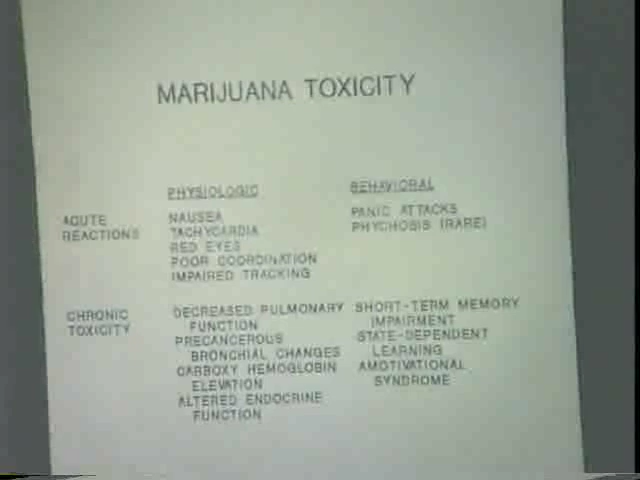 MARIJUANA TOXICITY
PHYSIOLOGIC BEHAVIORAL
ACUTE REACTIONS
NAUSEA
TACHYCARDIA
RED EYES
POOR COORDINATION
IMPAIRED TRACKING
PANIC ATTACKS
PHYCHOSIS (RARE)
CHRONIC TOXICITY
DECREASED PULMONARY
FUNCTION
PRECANCEROUS
BRONCHIAL CHANGES
CARBOXY HEMOGLOBIN
ELEVATION
ALTERED ENDOCRINE
FUNCTION
SHORT-TERM MEMORY
IMPAIRMENT
STATE-DEPENDENT
LEARNING
AMOTIVATIONAL
SYNDROME